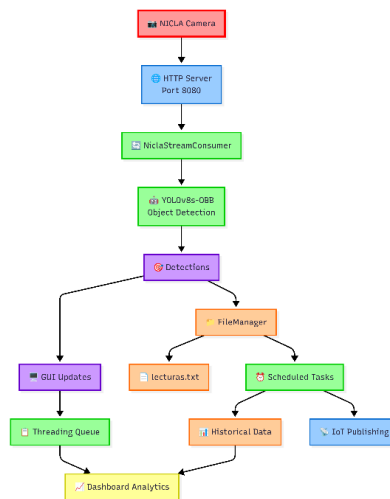 📷 NICLA Camera
🌐 HTTP Server
Port 8080
🔄 NiclaStreamConsumer
🤖 YOLOv8s-OBB
Object Detection
🎯 Detections
📁 FileManager
🖥️ GUI Updates
📄 lecturas.txt
⏰ Scheduled Tasks
📋 Threading Queue
📊 Historical Data
📡 IoT Publishing
📈 Dashboard Analytics